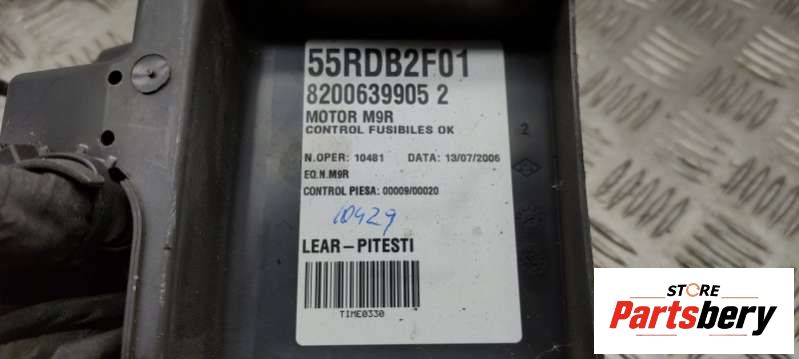 55RDB2F01
8200639905 2
MOTOR M9R
CONTROL FUSIBILES OK
N.OPER: 10481 DATA: 13/07/2006
EQ.N.M9R
CONTROL PIESA: 00009/00020
00429
LEAR-PITESTI
TIME0330
2
STORE
Partsbery